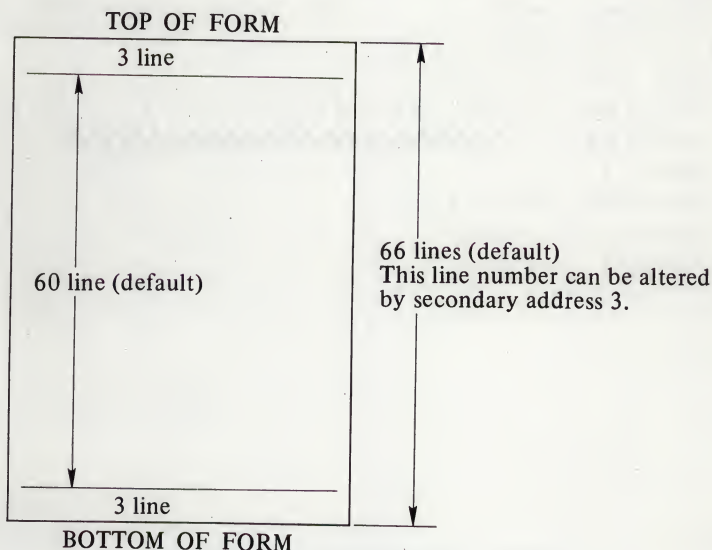 TOP OF FORM
3 line
60 line (default)
66 lines (default)
This line number can be altered
by secondary address 3.
3 line
BOTTOM OF FORM